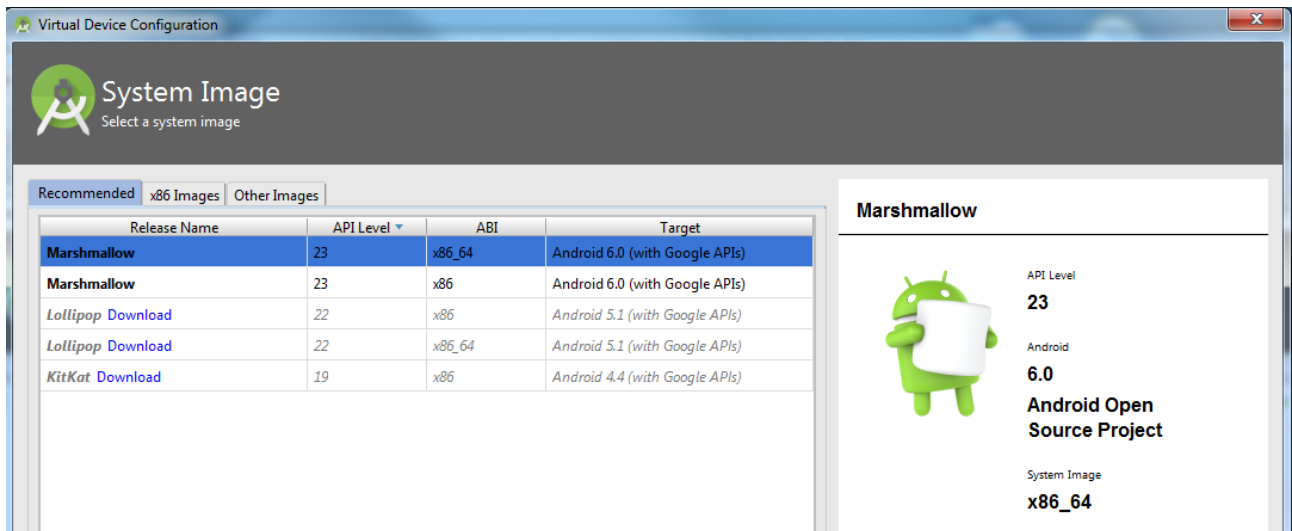 Virtual Device Configuration
System Image
Select a system image
Recommended x86 Images Other Images
Release Name API Level ABI Target
Marshmallow 23 x86_64 Android 6.0 (with Google APIs)
Marshmallow 23 x86 Android 6.0 (with Google APIs)
Lollipop Download 22 x86 Android 5.1 (with Google APIs)
Lollipop Download 22 x86_64 Android 5.1 (with Google APIs)
KitKat Download 19 x86 Android 4.4 (with Google APIs)
Marshmallow
API Level
23
Android
6.0
Android Open
Source Project
System Image
x86_64